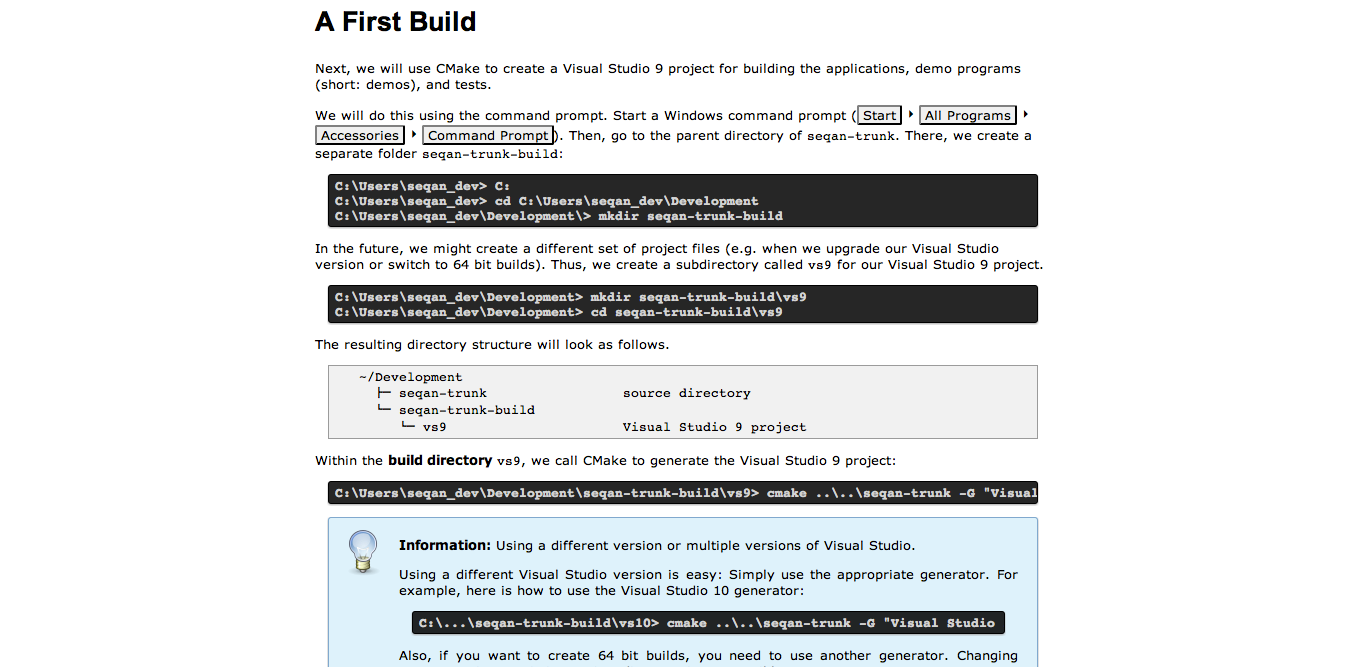 A First Build
Next, we will use CMake to create a Visual Studio 9 project for building the applications, demo programs
(short: demos), and tests.
We will do this using the command prompt. Start a Windows command prompt (Start ‣ All Programs ‣
Accessories ‣ Command Prompt). Then, go to the parent directory of seqan-trunk. There, we create a
separate folder seqan-trunk-build:
C:\Users\seqan_dev> C:
C:\Users\seqan_dev> cd C:\Users\seqan_dev\Development
C:\Users\seqan_dev\Development\> mkdir seqan-trunk-build
In the future, we might create a different set of project files (e.g. when we upgrade our Visual Studio
version or switch to 64 bit builds). Thus, we create a subdirectory called vs9 for our Visual Studio 9 project.
C:\Users\seqan_dev\Development> mkdir seqan-trunk-build\vs9
C:\Users\seqan_dev\Development> cd seqan-trunk-build\vs9
The resulting directory structure will look as follows.
~/Development
├─ seqan-trunk source directory
└─ seqan-trunk-build
└─ vs9 Visual Studio 9 project
Within the build directory vs9, we call CMake to generate the Visual Studio 9 project:
C:\Users\seqan_dev\Development\seqan-trunk-build\vs9> cmake ..\..\seqan-trunk -G "Visual
Information: Using a different version or multiple versions of Visual Studio.
Using a different Visual Studio version is easy: Simply use the appropriate generator. For
example, here is how to use the Visual Studio 10 generator:
C:\...\seqan-trunk-build\vs10> cmake ..\..\seqan-trunk -G "Visual Studio
Also, if you want to create 64 bit builds, you need to use another generator. Changing